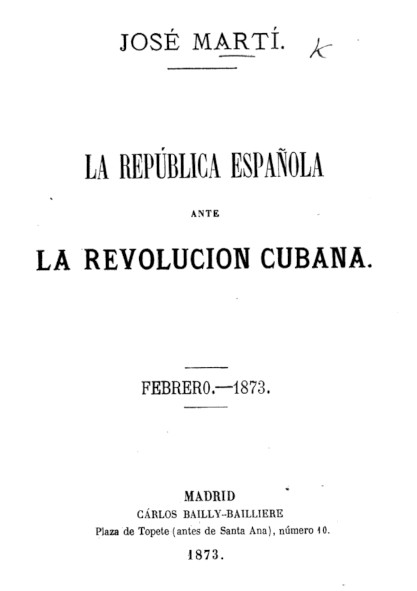 JOSÉ MARTÍ.
LA REPÚBLICA ESPAÑOLA
ANTE
LA REVOLUCION CUBANA.
FEBRERO.—1873.
MADRID
CÁRLOS BAILLY-BAILLIERE
Plaza de Topete (antes de Santa Ana), número 10.
1873.